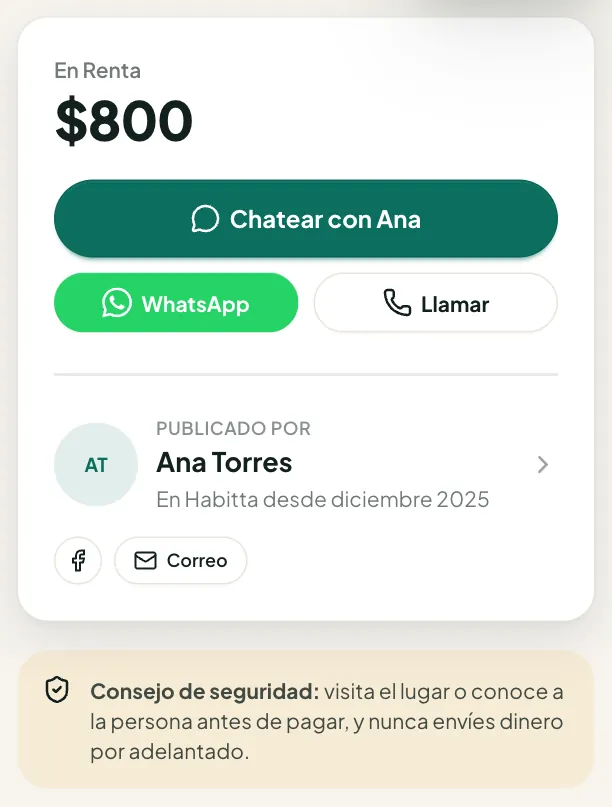 En Renta
$800
Chatear con Ana
WhatsApp
Llamar
PUBLICADO POR
AT
Ana Torres
En Habitta desde diciembre 2025
Correo
Consejo de seguridad: visita el lugar o conoce a
la persona antes de pagar, y nunca envíes dinero
por adelantado.